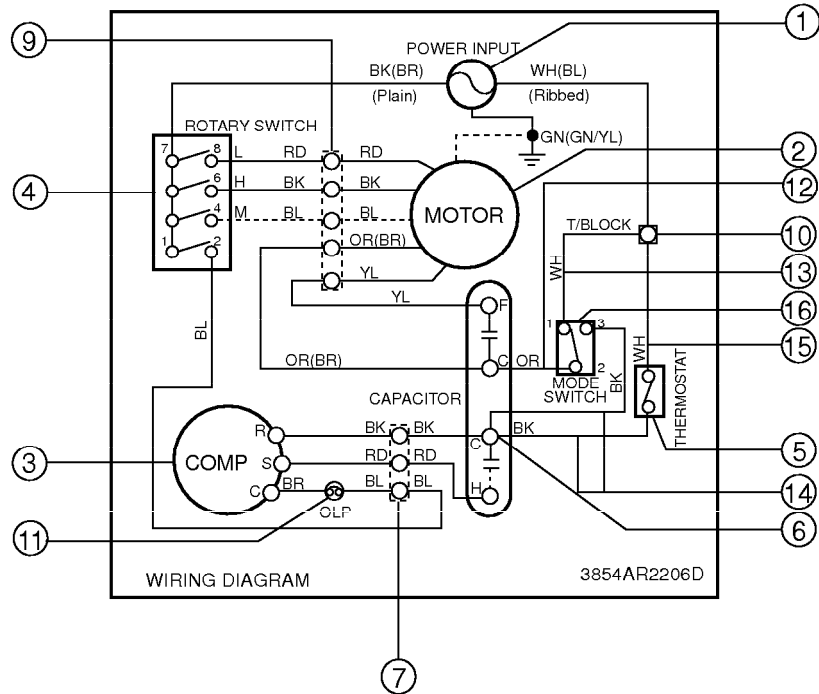 9
1
POWER INPUT
BK(BR)
WH(BL)
(Plain)
(Ribbed)
ROTARY SWITCH
GN(GN/YL)
7
8
L
RD
RD
2
4
6
H
BK
BK
12
4
M
BL
BL
MOTOR
T/BLOCK
10
1
2
OR(BR)
WH
13
YL
16
YL
F
1
3
BL
WH
15
OR(BR)
C
OR
2
BK
MODE
SWITCH
THERMOSTAT
CAPACITOR
R
BK
BK
C
BK
3
COMP
S
RD
RD
5
C
BR
BL
BL
H
14
11
OLP
6
WIRING DIAGRAM
3854AR2206D
7